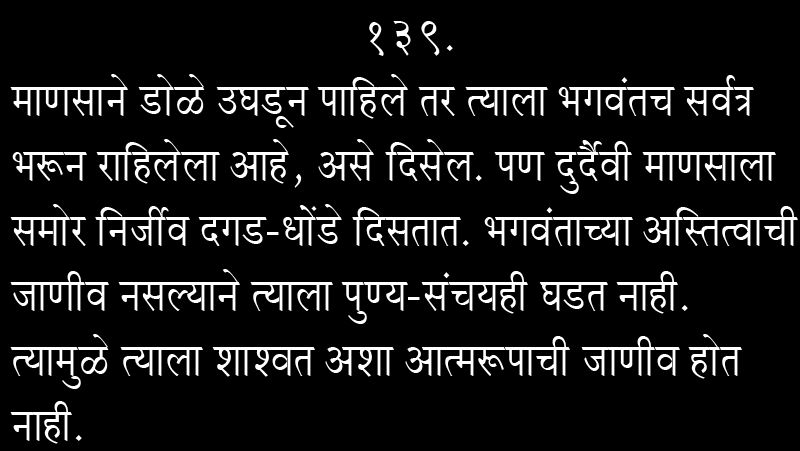 १३९.
माणसाने डोळे उघडून पाहिले तर त्याला भगवंतच सर्वत्र
भरून राहिलेला आहे, असे दिसेल. पण दुर्दैवी माणसाला
समोर निर्जीव दगड-धोंडे दिसतात. भगवंताच्या अस्तित्वाची
जाणीव नसल्याने त्याला पुण्य-संचयही घडत नाही.
त्यामुळे त्याला शाश्वत अशा आत्मरूपाची जाणीव होत
नाही.